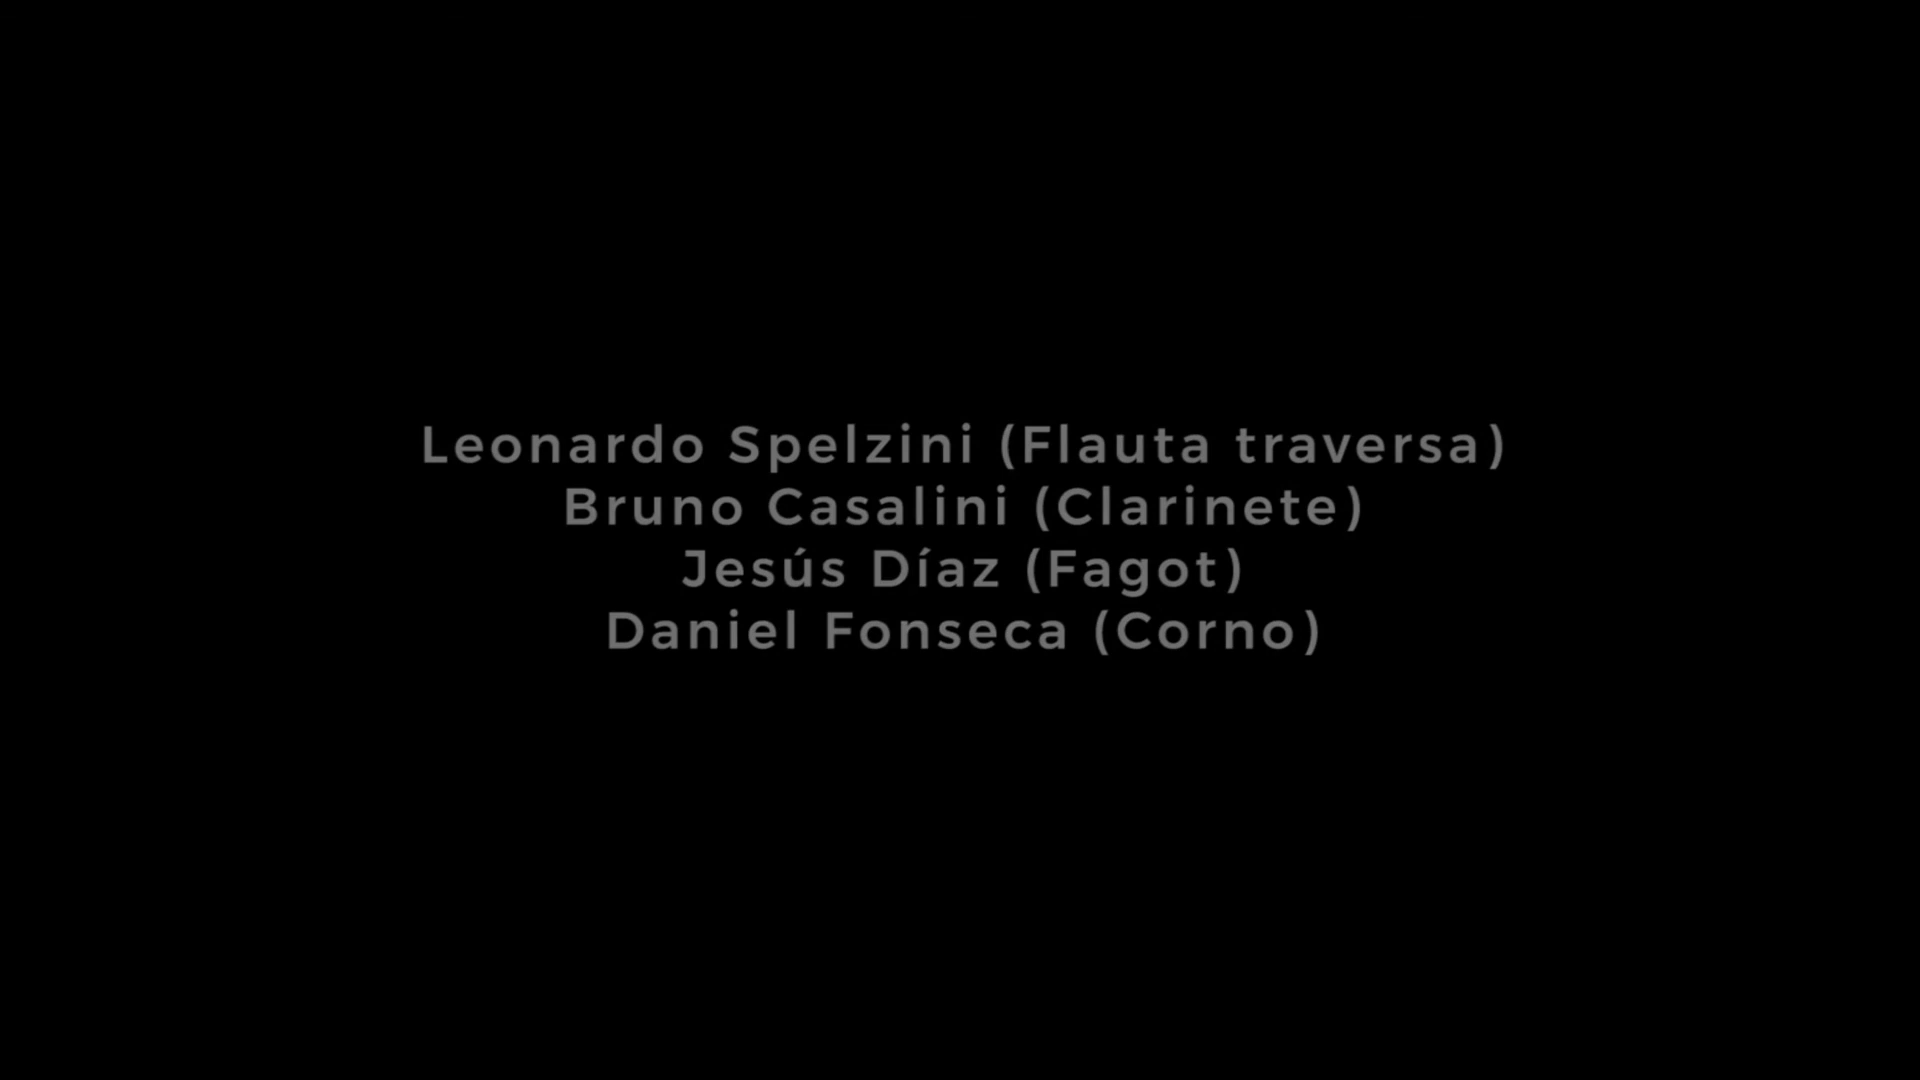 Leonardo Spelzini (Flauta traversa)
Bruno Casalini (Clarinete)
Jesús Díaz (Fagot)
Daniel Fonseca (Corno)